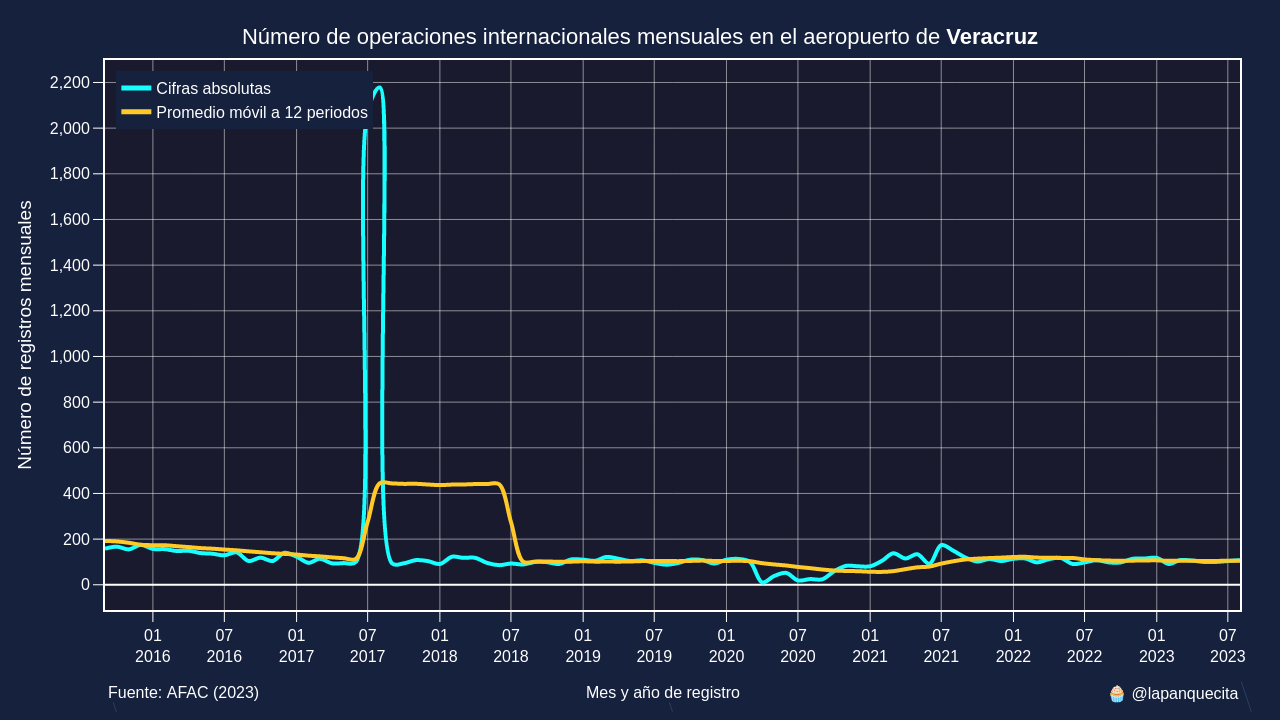 Número de operaciones internacionales mensuales en el aeropuerto de Veracruz
Cifras absolutas
Promedio móvil a 12 periodos
Número de registros mensuales
2,200
2,000
1,800
1,600
1,400
1,200
1,000
800
600
400
200
0
01 07 01 07 01 07 01 07 01 07 01 07 01 07 01 07
2016 2016 2017 2017 2018 2018 2019 2019 2020 2020 2021 2021 2022 2022 2023 2023
Fuente: AFAC (2023)
Mes y año de registro
🧁 @lapanquecita